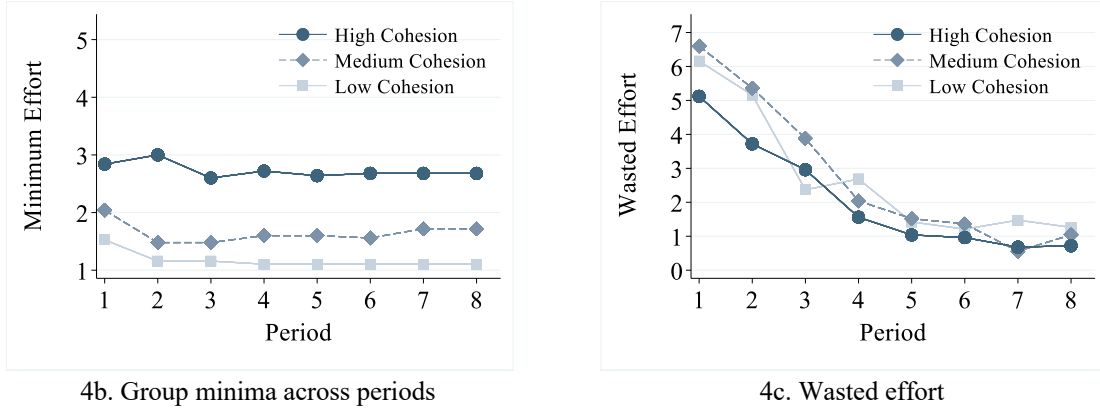 5
4
3
2
1
Minimum Effort
High Cohesion
Medium Cohesion
Low Cohesion
1 2 3 4 5 6 7 8
Period
4b. Group minima across periods
7
6
5
4
3
2
1
0
Wasted Effort
High Cohesion
Medium Cohesion
Low Cohesion
1 2 3 4 5 6 7 8
Period
4c. Wasted effort